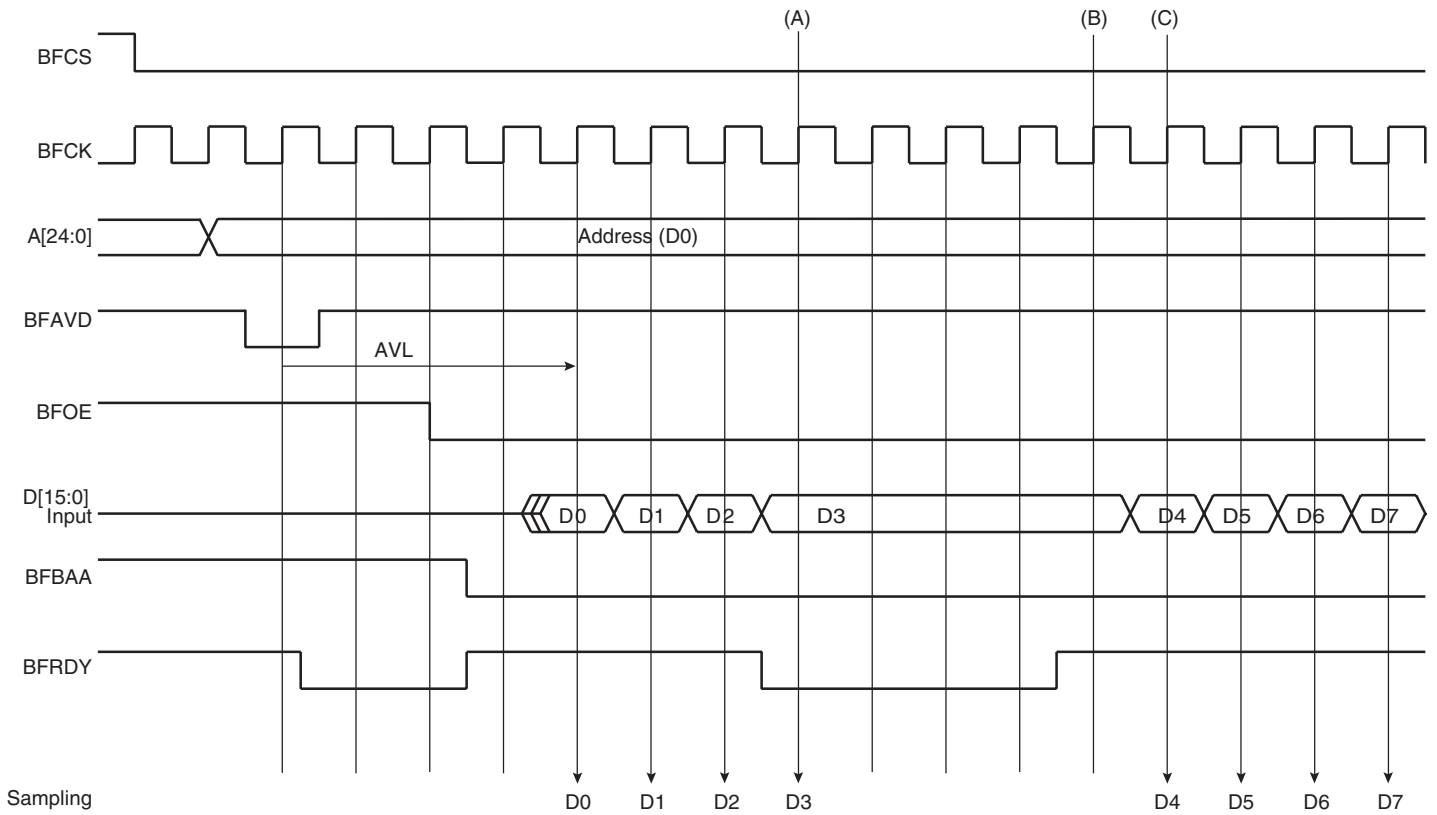 (A) (B) (C)
BFCS
BFCK
A[24:0]
Address (D0)
BFAVD
AVL
BFOE
D[15:0]
Input
D0 D1 D2 D3 D4 D5 D6 D7
BFBAA
BFRDY
Sampling
D0 D1 D2 D3 D4 D5 D6 D7